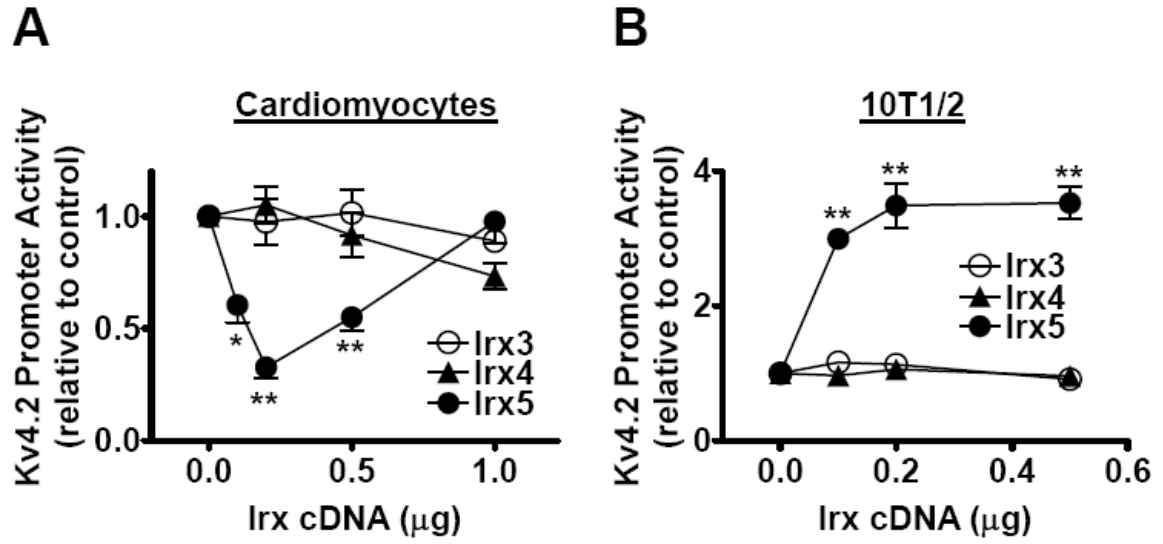 A
Cardiomyocytes
Kv4.2 Promoter Activity
(relative to control)
1.0
0.5
0.0
*
**
**
Irx3
Irx4
Irx5
0.0 0.5 1.0
Irx cDNA (μg)
B
10T1/2
Kv4.2 Promoter Activity
(relative to control)
4
2
0
**
**
**
Irx3
Irx4
Irx5
0.0 0.2 0.4 0.6
Irx cDNA (μg)